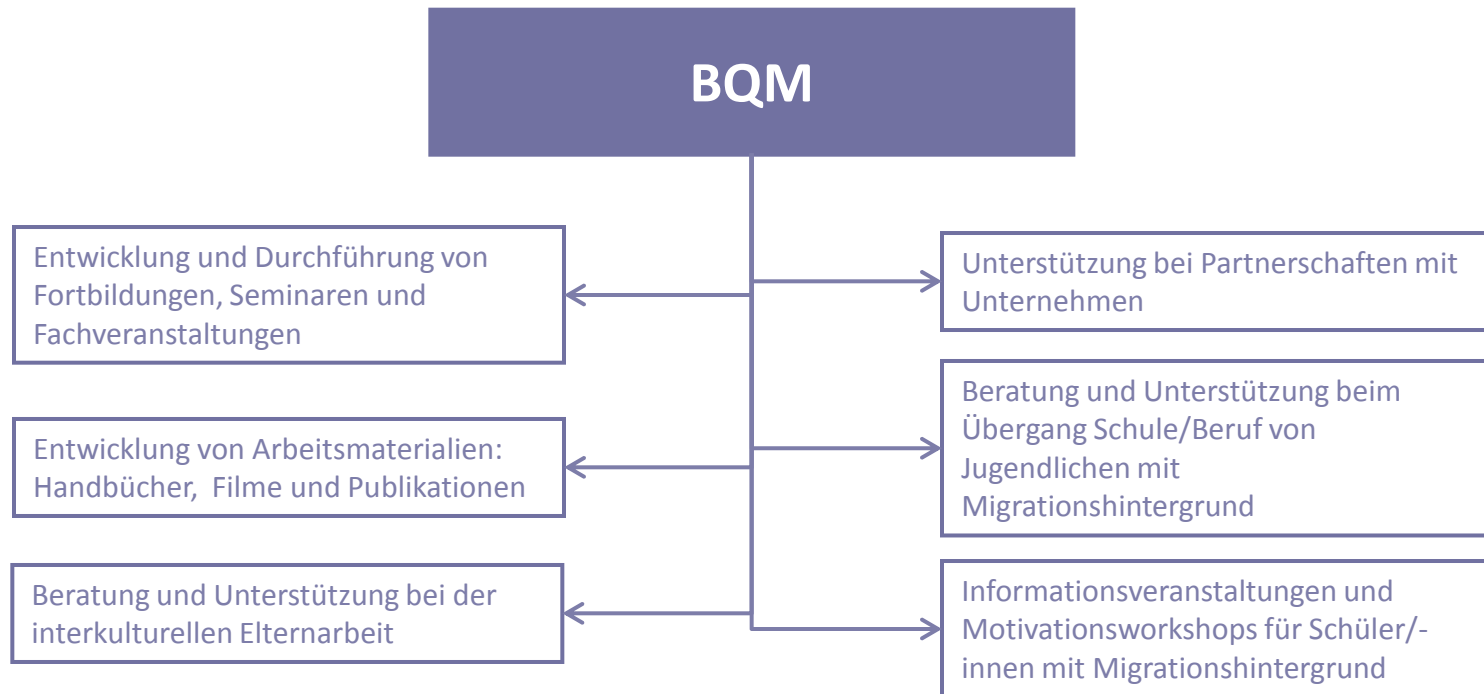 BQM
Entwicklung und Durchführung von
Fortbildungen, Seminaren und
Fachveranstaltungen
Entwicklung von Arbeitsmaterialien:
Handbücher,  Filme und Publikationen
Beratung und Unterstützung bei der
interkulturellen Elternarbeit
Unterstützung bei Partnerschaften mit
Unternehmen
Beratung und Unterstützung beim
Übergang Schule/Beruf von
Jugendlichen mit
Migrationshintergrund
Informationsveranstaltungen und
Motivationsworkshops für Schüler/-
innen mit Migrationshintergrund